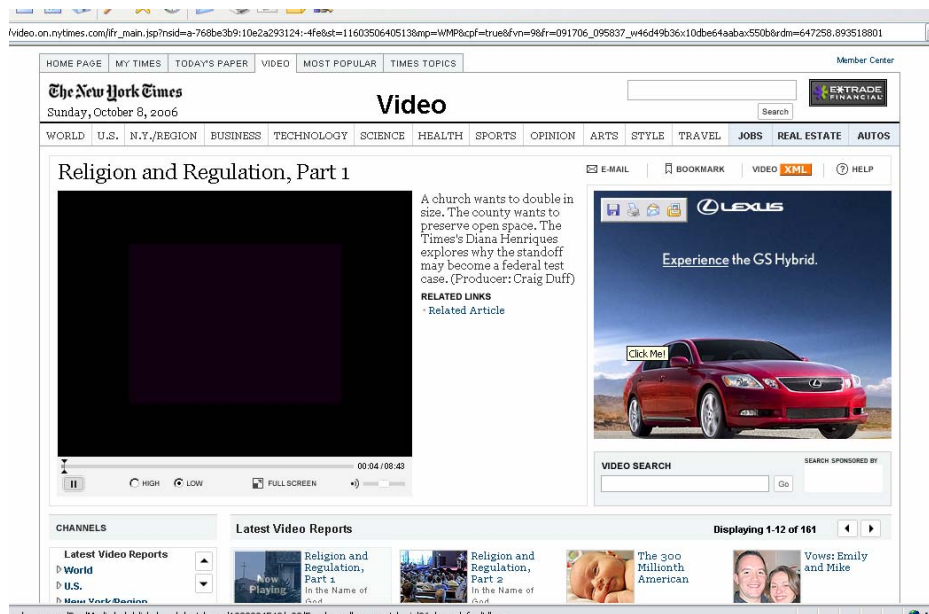 /video.on.nytimes.com/ifr_main.jsp?nsid=a-768be3b9:10e2a293124:-4fe&st=1160350640513&mp=WMP&cpf=true&fvn=9&fr=091706_095837_w46d49b36x10dbe64aabax550b&rdm=647258.893518801
HOME PAGE MY TIMES TODAY'S PAPER VIDEO MOST POPULAR TIMES TOPICS
Member Center
The New York Times
Sunday, October 8, 2006
Video
Search
E*TRADE
FINANCIAL
WORLD U.S. N.Y./REGION BUSINESS TECHNOLOGY SCIENCE HEALTH SPORTS OPINION ARTS STYLE TRAVEL JOBS REAL ESTATE AUTOS
Religion and Regulation, Part 1
E-MAIL BOOKMARK VIDEO XML ? HELP
A church wants to double in
size. The county wants to
preserve open space. The
Times's Diana Henriques
explores why the standoff
may become a federal test
case. (Producer: Craig Duff)
RELATED LINKS
Related Article
LEXUS
Experience the GS Hybrid.
Click Me!
00:04 / 08:43
HIGH LOW FULL SCREEN
VIDEO SEARCH
SEARCH SPONSORED BY
Go
CHANNELS
Latest Video Reports
World
U.S.
New York/Region
Latest Video Reports
Displaying 1-12 of 161
Now
Playing
Religion and
Regulation,
Part 1
In the Name of
God
Religion and
Regulation,
Part 2
In the Name of
God
The 300
Millionth
American
Vows: Emily
and Mike